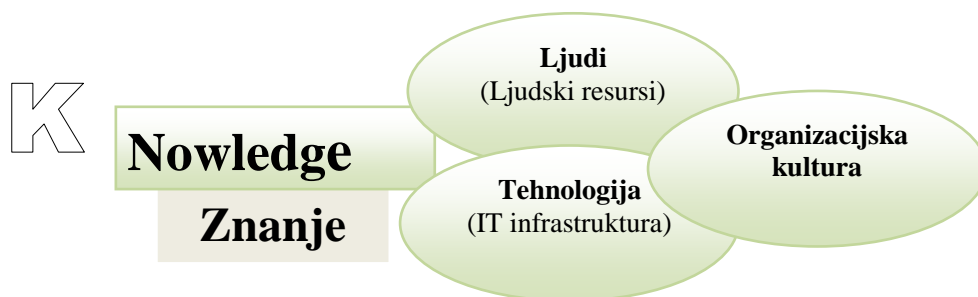 K
Nowledge
Znanje
Ljudi
(Ljudski resursi)
Tehnologija
(IT infrastruktura)
Organizacijska
kultura